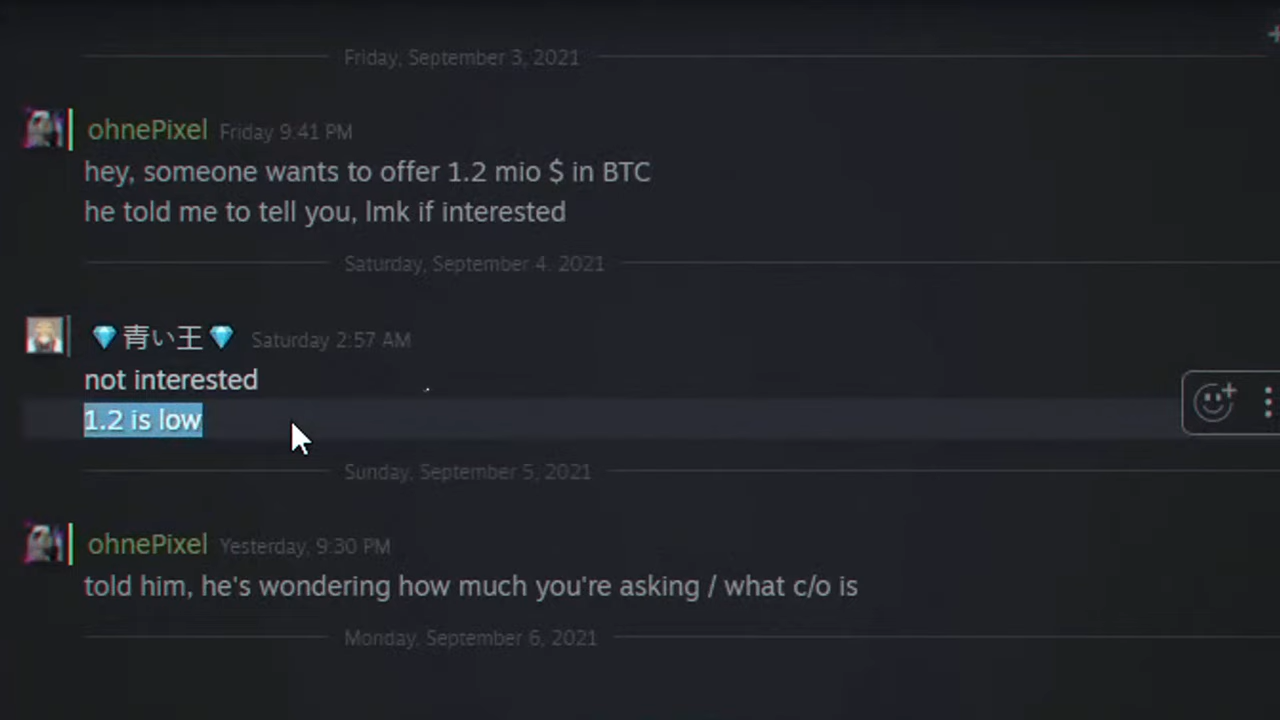 Friday, September 3, 2021
ohnePixel Friday 9:41 PM
hey, someone wants to offer 1.2 mio $ in BTC
he told me to tell you, lmk if interested
Saturday, September 4, 2021
💎青い王💎 Saturday 2:57 AM
not interested
1.2 is low
Sunday, September 5, 2021
ohnePixel Yesterday, 9:30 PM
told him, he's wondering how much you're asking / what c/o is
Monday, September 6, 2021